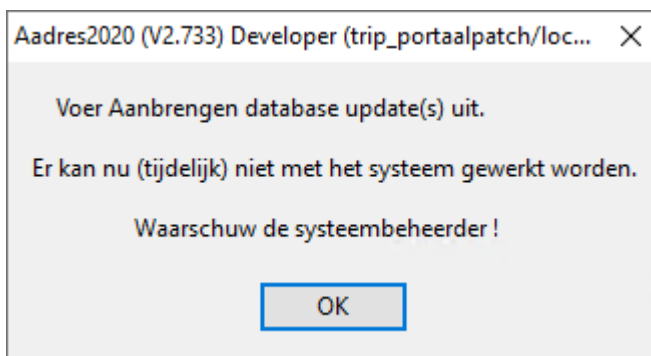 Aadres2020 (V2.733) Developer (trip_portaalpatch/loc...
Voer Aanbrengen database update(s) uit.
Er kan nu (tijdelijk) niet met het systeem gewerkt worden.
Waarschuw de systeembeheerder !
OK